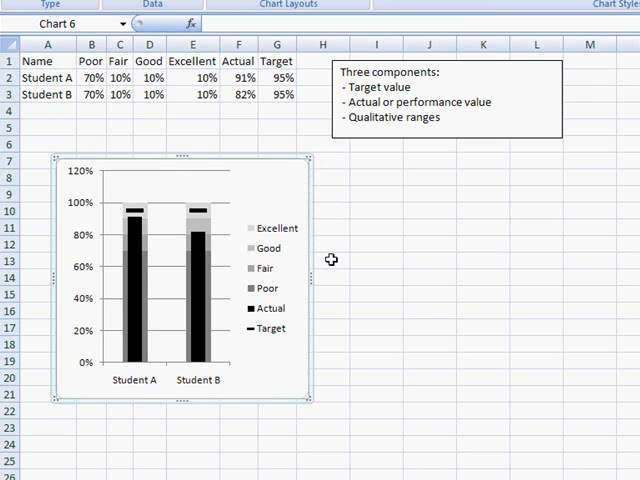 Type Data Chart Layouts Chart Styles
Chart 6 fx
A B C D E F G H I J K L M
1 Name Poor Fair Good Excellent Actual Target
2 Student A 70% 10% 10% 10% 91% 95%
3 Student B 70% 10% 10% 10% 82% 95%
4
5
6
7
8
9
10
11
12
13
14
15
16
17
18
19
20
21
22
23
24
25
26
Three components:
- Target value
- Actual or performance value
- Qualitative ranges
120%
100%
80%
60%
40%
20%
0%
Student A Student B
Excellent
Good
Fair
Poor
Actual
Target